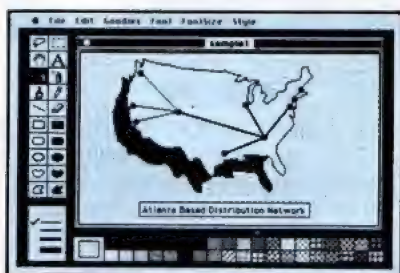 File Edit Goodies Font FontSize Style
sample1
A
Atlanta Based Distribution Network